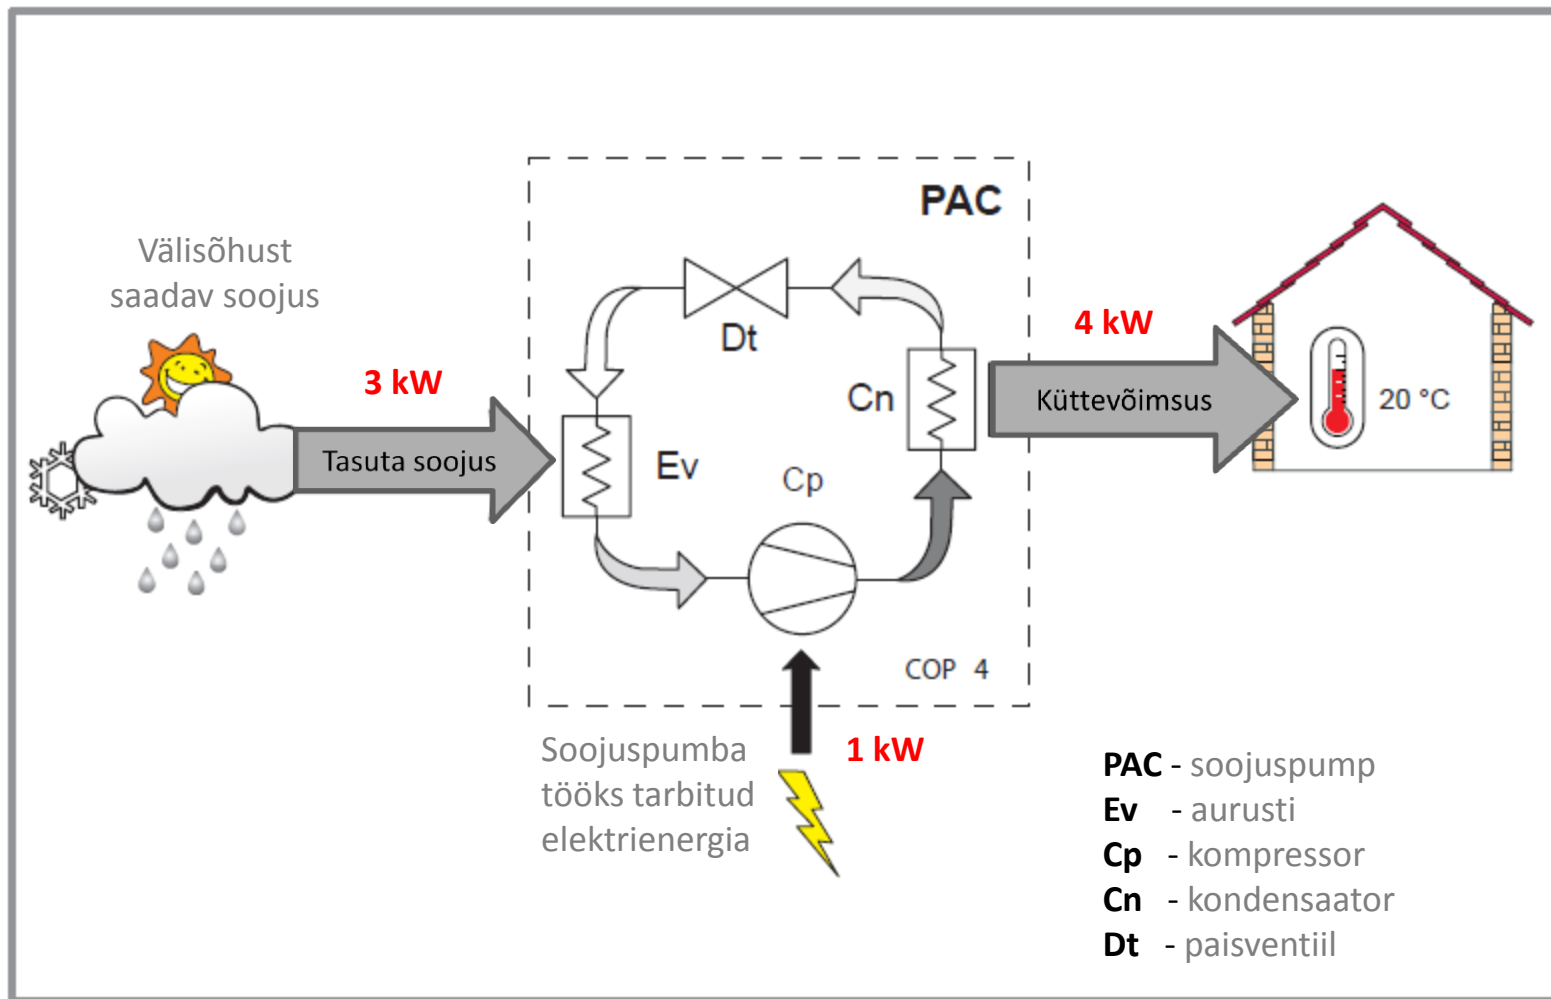 PAC
Välisõhust
saadav soojus
3 kW
Tasuta soojus
Dt
Ev
Cn
Cp
4 kW
Küttevõimsus
20 °C
COP 4
Soojuspumba
tööks tarbitud
elektrienergia
1 kW
PAC - soojuspump
Ev - aurusti
Cp - kompressor
Cn - kondensaator
Dt - paisventiil